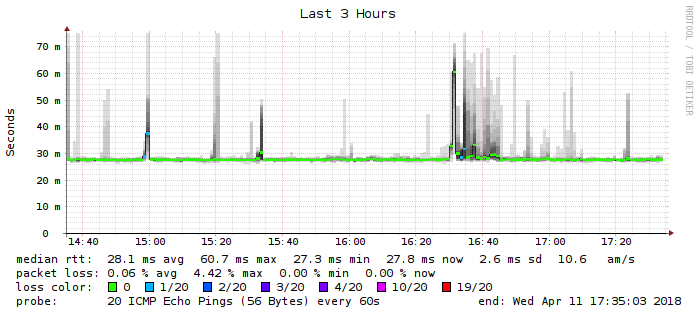 Last 3 Hours
RRDTOOL / TOBI OETIKER
Seconds
70 m
60 m
50 m
40 m
30 m
20 m
10 m
0
14:40 15:00 15:20 15:40 16:00 16:20 16:40 17:00 17:20
median rtt: 28.1 ms avg 60.7 ms max 27.3 ms min 27.8 ms now 2.6 ms sd 10.6 am/s
packet loss: 0.06 % avg 4.42 % max 0.00 % min 0.00 % now
loss color: 0 1/20 2/20 3/20 4/20 10/20 19/20
probe: 20 ICMP Echo Pings (56 Bytes) every 60s end: Wed Apr 11 17:35:03 2018